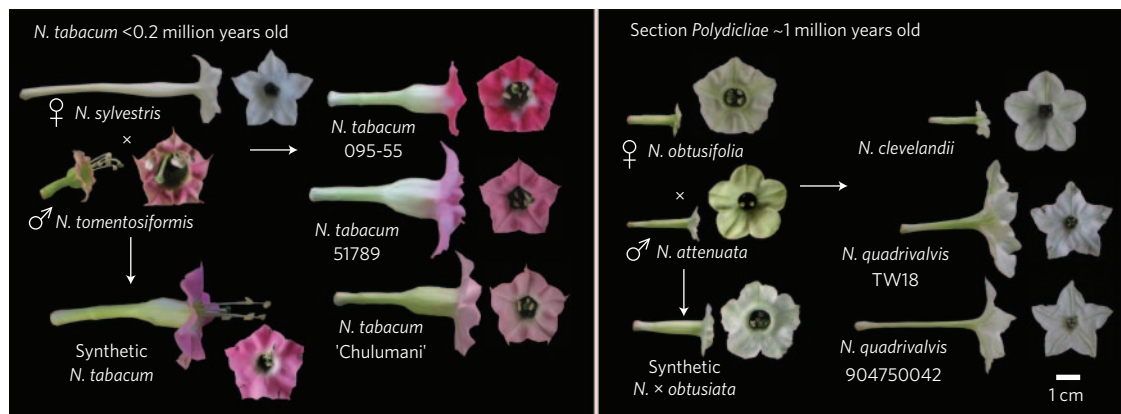 N. tabacum <0.2 million years old
♀ N. sylvestris
×
♂ N. tomentosiformis
Synthetic
N. tabacum
N. tabacum
095-55
N. tabacum
51789
N. tabacum
'Chulumani'
Section Polydicliae ~1 million years old
♀ N. obtusifolia
×
♂ N. attenuata
Synthetic
N. × obtusiata
N. clevelandii
N. quadrivalvis
TW18
N. quadrivalvis
904750042
1 cm